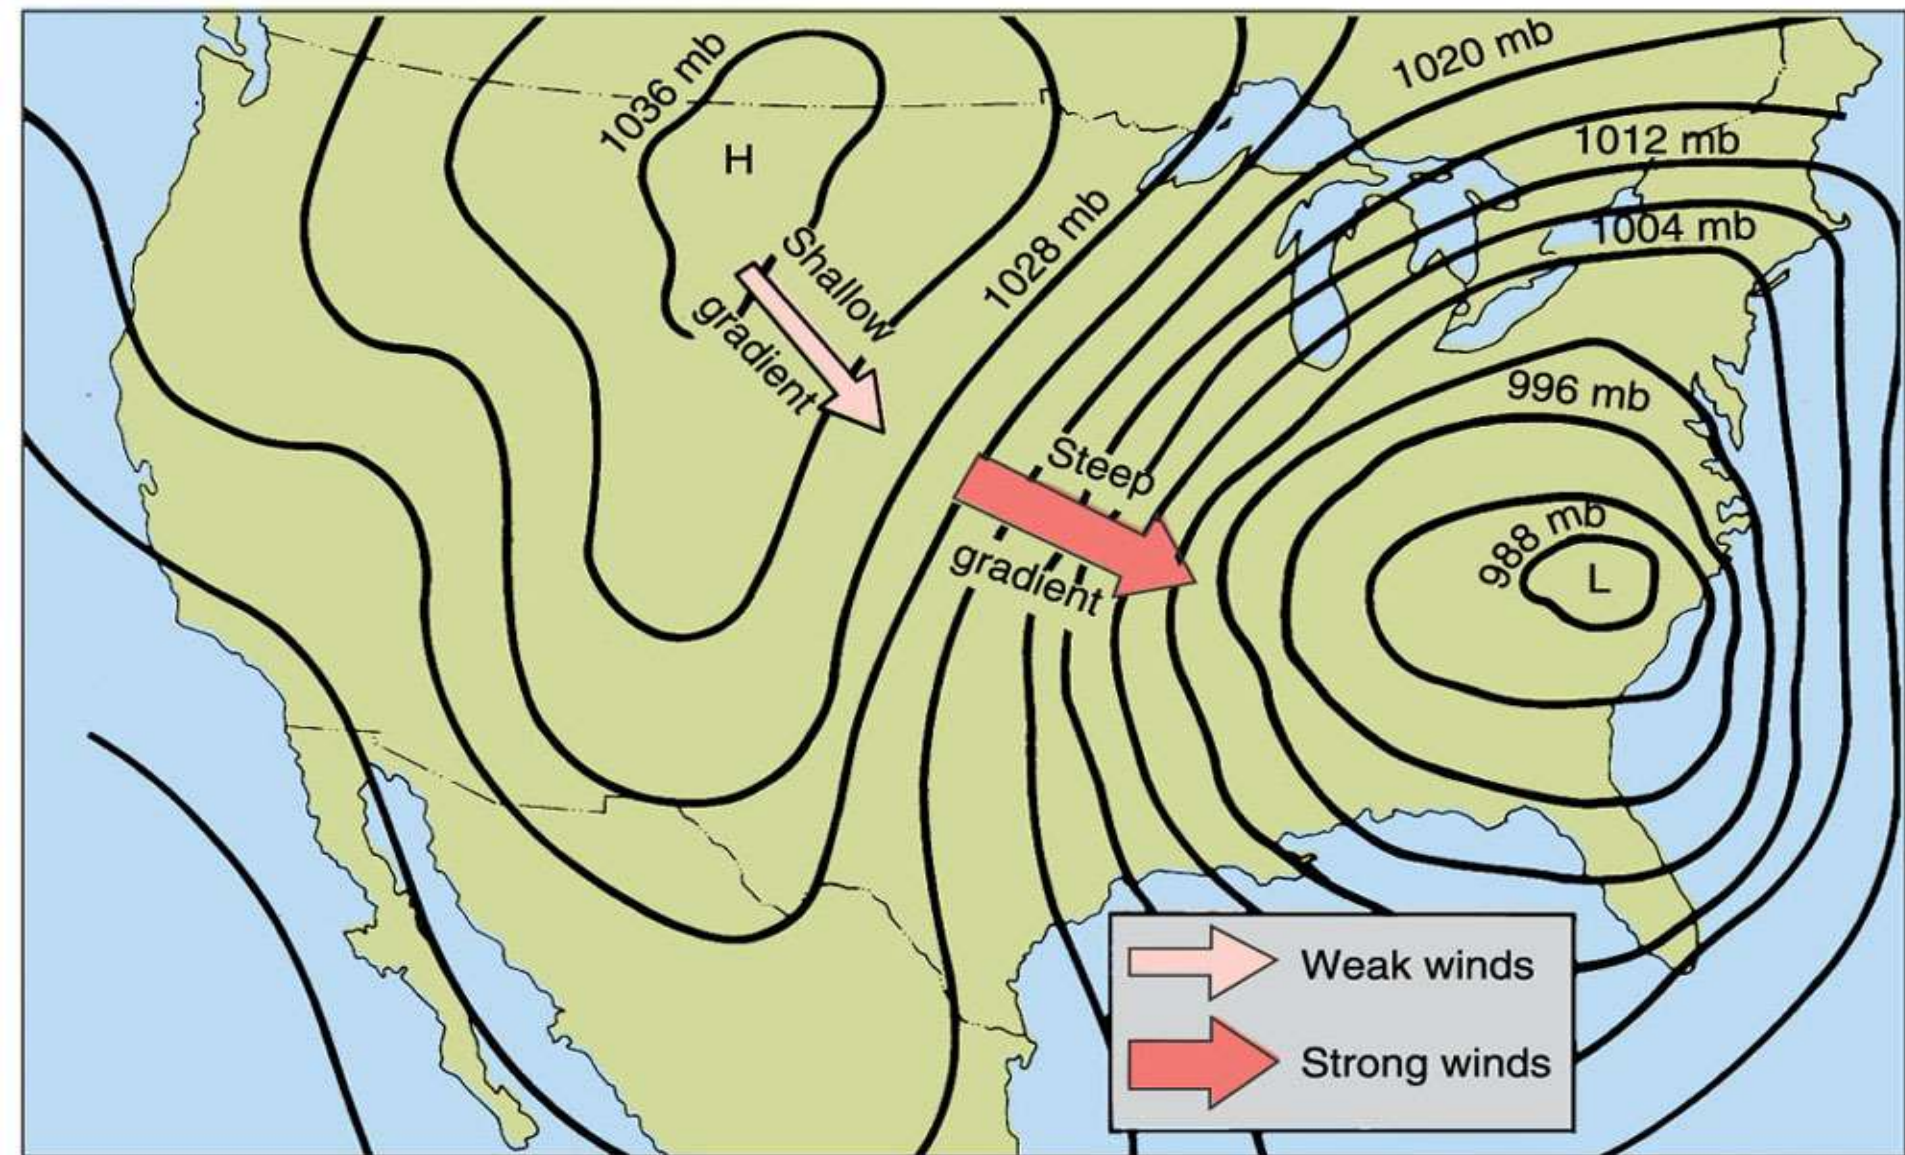 1020 mb
1036 mb
1012 mb
H
1028 mb
1004 mb
Shallow
gradient
996 mb
Steep
988 mb
gradient
L
Weak winds
Strong winds